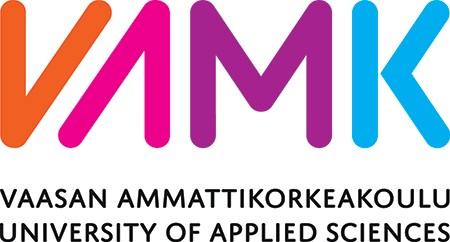 VAMK
VAASAN AMMATTIKORKEAKOULU
UNIVERSITY OF APPLIED SCIENCES